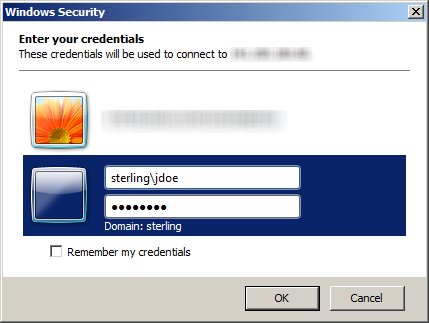 Windows Security
Enter your credentials
These credentials will be used to connect to
sterling\jdoe
Domain: sterling
Remember my credentials
OK
Cancel